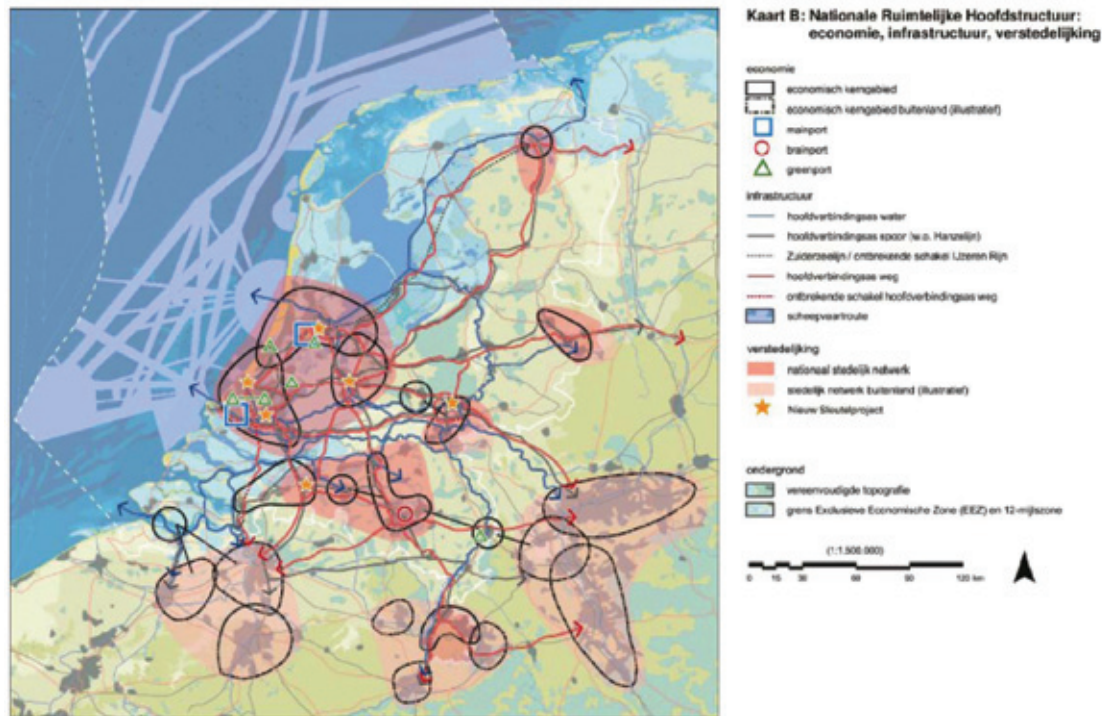 Kaart B: Nationale Ruimtelijke Hoofdstructuur:
economie, infrastructuur, verstedelijking
economie
economisch kerngebied
economisch kerngebied buitenland (illustratief)
mainport
brainport
greenport
infrastructuur
hoofdverbindingsas water
hoofdverbindingsas spoor (w.o. Hanzelijn)
Zuiderzeelijn / ontbrekende schakel IJzeren Rijn
hoofdverbindingsas weg
ontbrekende schakel hoofdverbindingsas weg
scheepvaartroute
verstedelijking
nationaal stedelijk netwerk
stedelijk netwerk buitenland (illustratief)
Nieuw Sleutelproject
ondergrond
vereenvoudigde topografie
grens Exclusieve Economische Zone (EEZ) en 12-mijlszone
(1:1.500.000)
0 15 30 60 90 120 km